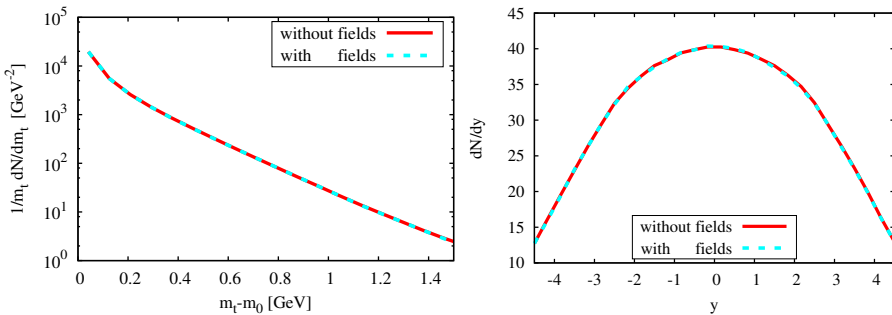 10^5
10^4
10^3
10^2
10^1
10^0
1/m_t dN/dm_t [GeV^-2]
without fields
with fields
0 0.2 0.4 0.6 0.8 1 1.2 1.4
m_t-m_0 [GeV]
45
40
35
30
25
20
15
10
dN/dy
without fields
with fields
-4 -3 -2 -1 0 1 2 3 4
y